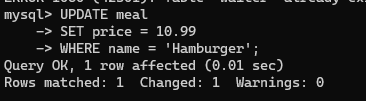 mysql> UPDATE meal
    -> SET price = 10.99
    -> WHERE name = 'Hamburger';
Query OK, 1 row affected (0.01 sec)
Rows matched: 1  Changed: 1  Warnings: 0